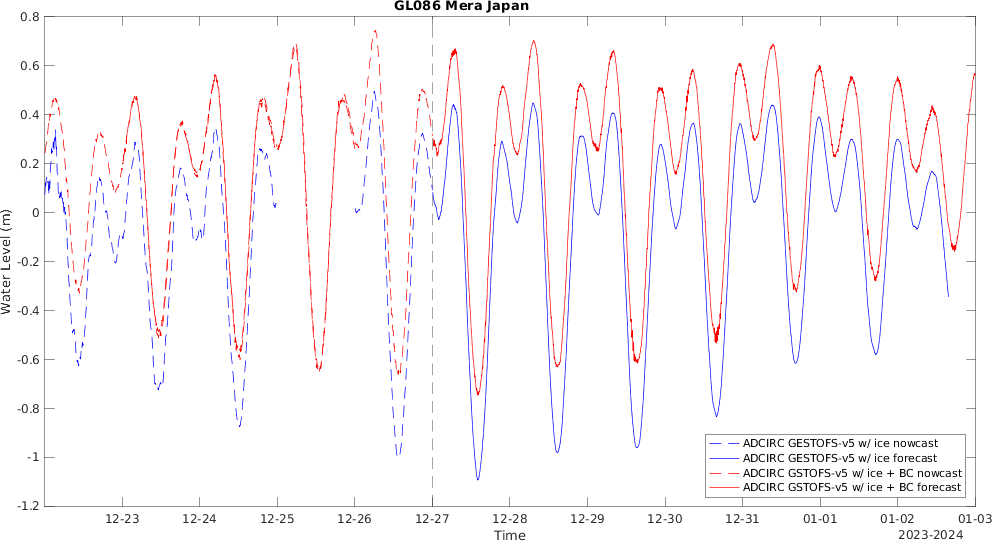 GL086 Mera Japan
0.8
0.6
0.4
0.2
0
-0.2
-0.4
-0.6
-0.8
-1
-1.2
Water Level (m)
ADCIRC GESTOFS-v5 w/ ice nowcast
ADCIRC GESTOFS-v5 w/ ice forecast
ADCIRC GSTOFS-v5 w/ ice + BC nowcast
ADCIRC GSTOFS-v5 w/ ice + BC forecast
12-23 12-24 12-25 12-26 12-27 12-28 12-29 12-30 12-31 01-01 01-02 01-03
Time
2023-2024